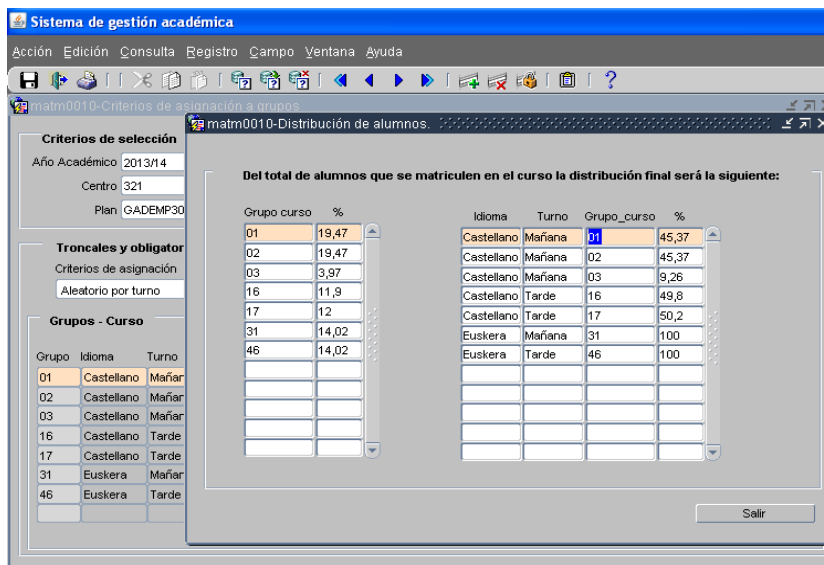 Sistema de gestión académica
Acción Edición Consulta Registro Campo Ventana Ayuda
matm0010-Criterios de asignación a grupos
matm0010-Distribución de alumnos.
Criterios de selección
Año Académico 2013/14
Centro 321
Plan GADEMP30
Troncales y obligator
Criterios de asignación
Aleatorio por turno
Grupos - Curso
Grupo Idioma Turno
01 Castellano Mañar
02 Castellano Mañar
03 Castellano Mañar
16 Castellano Tarde
17 Castellano Tarde
31 Euskera Mañar
46 Euskera Tarde
Del total de alumnos que se matriculen en el curso la distribución final será la siguiente:
Grupo curso %
01 19,47
02 19,47
03 3,97
16 11,9
17 12
31 14,02
46 14,02
Idioma Turno Grupo_curso %
Castellano Mañana 01 45,37
Castellano Mañana 02 45,37
Castellano Mañana 03 9,26
Castellano Tarde 16 49,8
Castellano Tarde 17 50,2
Euskera Mañana 31 100
Euskera Tarde 46 100
Salir